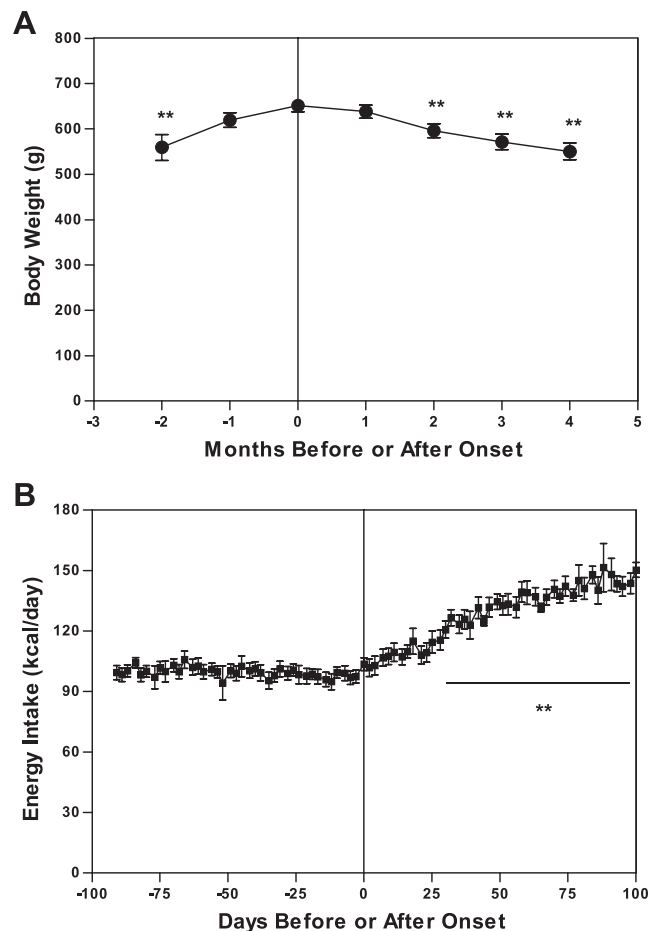 A
800
700
600
500
400
300
200
100
0
Body Weight (g)
** ** ** **
-3 -2 -1 0 1 2 3 4 5
Months Before or After Onset
B
180
150
120
90
60
30
0
Energy Intake (kcal/day)
**
-100 -75 -50 -25 0 25 50 75 100
Days Before or After Onset